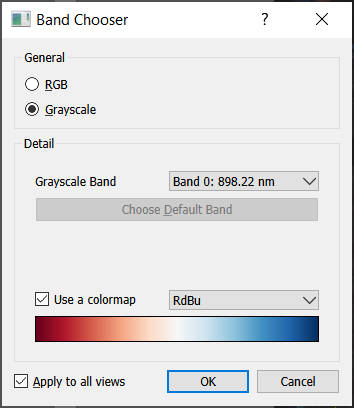 Band Chooser
?
General
RGB
Grayscale
Detail
Grayscale Band
Band 0: 898.22 nm
Choose Default Band
Use a colormap
RdBu
Apply to all views
OK
Cancel